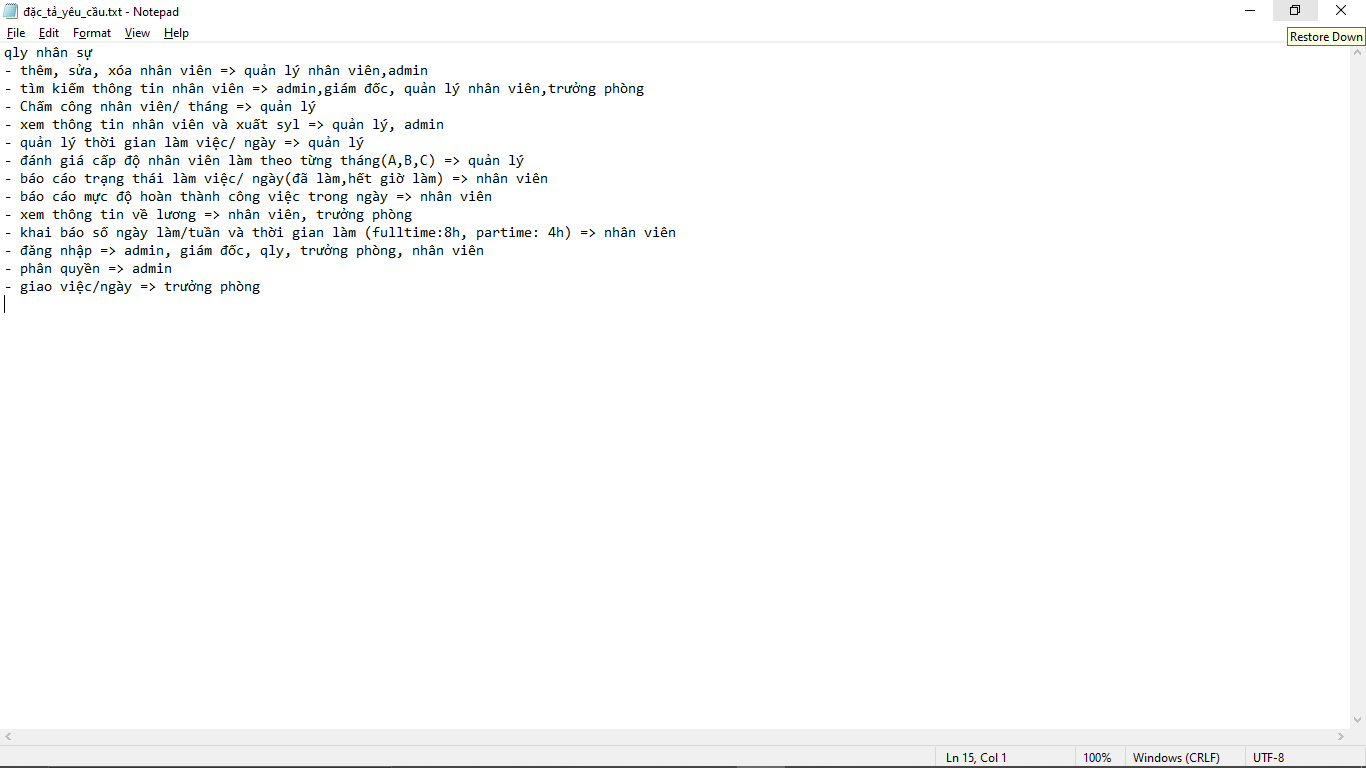 đặc_tả_yêu_cầu.txt - Notepad
File Edit Format View Help
Restore Down
qly nhân sự
- thêm, sửa, xóa nhân viên => quản lý nhân viên,admin
- tìm kiếm thông tin nhân viên => admin,giám đốc, quản lý nhân viên,trưởng phòng
- Chấm công nhân viên/ tháng => quản lý
- xem thông tin nhân viên và xuất syl => quản lý, admin
- quản lý thời gian làm việc/ ngày => quản lý
- đánh giá cấp độ nhân viên làm theo từng tháng(A,B,C) => quản lý
- báo cáo trạng thái làm việc/ ngày(đã làm,hết giờ làm) => nhân viên
- báo cáo mực độ hoàn thành công việc trong ngày => nhân viên
- xem thông tin về lương => nhân viên, trưởng phòng
- khai báo số ngày làm/tuần và thời gian làm (fulltime:8h, partime: 4h) => nhân viên
- đăng nhập => admin, giám đốc, qly, trưởng phòng, nhân viên
- phân quyền => admin
- giao việc/ngày => trưởng phòng
Ln 15, Col 1 100% Windows (CRLF) UTF-8